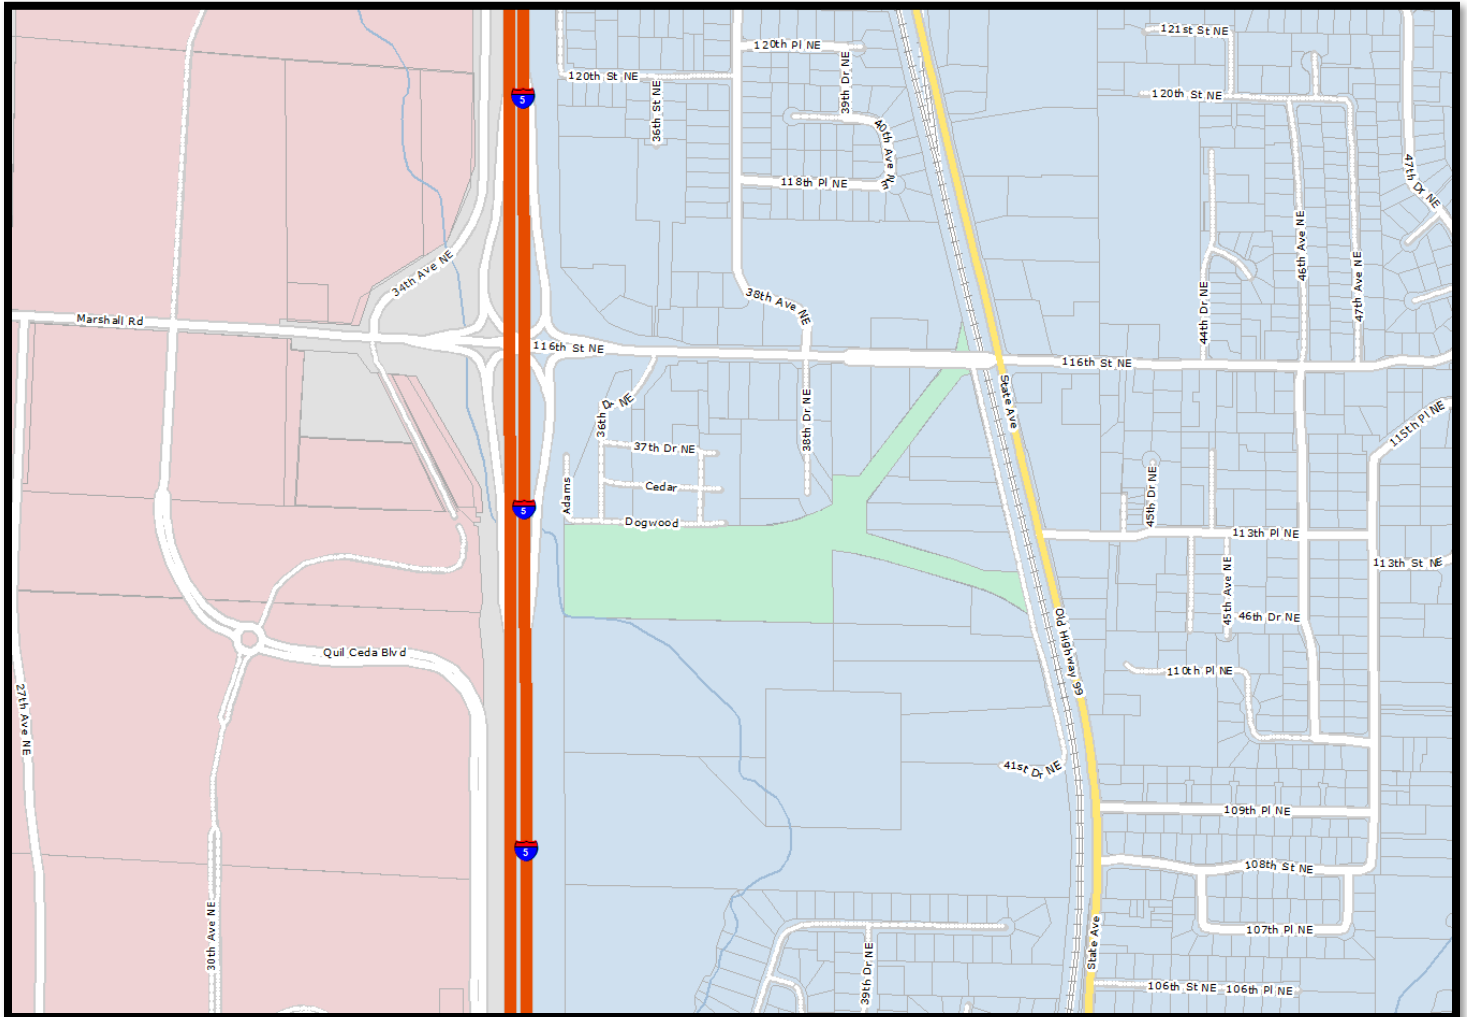 121st St NE
120th Pl NE
120th St NE
36th St NE
39th Dr NE
120th St NE
5
40th Ave NE
118th Pl NE
47th Dr NE
46th Ave NE
47th Ave NE
44th Dr NE
34th Ave NE
38th Ave NE
Marshall Rd
116th St NE
116th St NE
State Ave
36th Dr NE
38th Dr NE
115th Pl NE
37th Dr NE
Cedar
Adams
45th Dr NE
5
Dogwood
113th Pl NE
113th St NE
45th Ave NE
46th Dr NE
Old Highway 99
Quil Ceda Blvd
110th Pl NE
27th Ave NE
41st Dr NE
109th Pl NE
5
108th St NE
30th Ave NE
107th Pl NE
State Ave
39th Dr NE
106th St NE
106th Pl NE